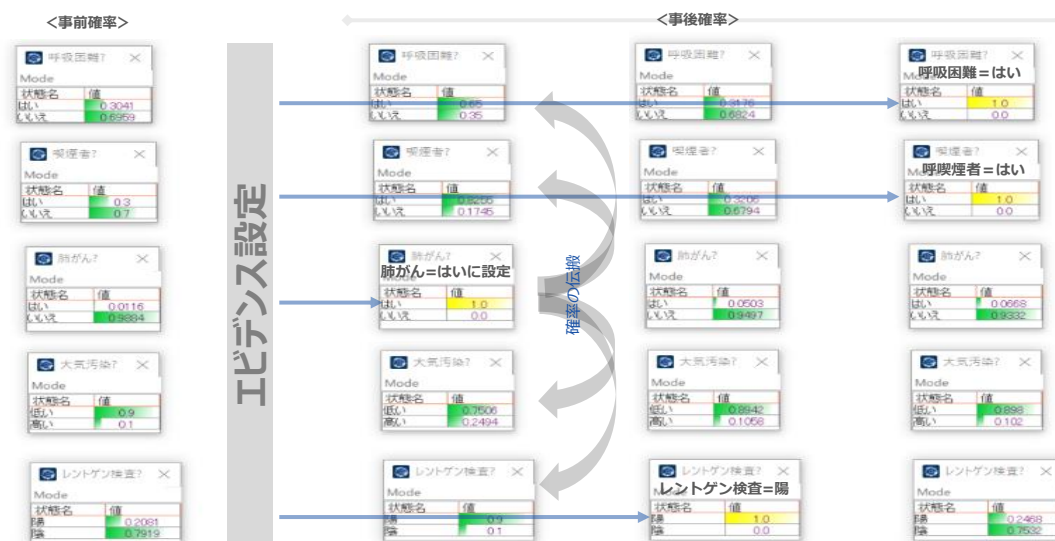 <事前確率>
<事後確率>
エビデンス設定
確率の伝搬
呼吸困難?
Mode
状態名 値
はい 0.3041
いいえ 0.6959
呼吸困難?
Mode
状態名 値
はい 0.65
いいえ 0.35
呼吸困難?
Mode
状態名 値
はい 0.3176
いいえ 0.6824
呼吸困難?
呼吸困難=はい
状態名 値
はい 1.0
いいえ 0.0
喫煙者?
Mode
状態名 値
はい 0.3
いいえ 0.7
喫煙者?
Mode
状態名 値
はい 0.8255
いいえ 0.1745
喫煙者?
Mode
状態名 値
はい 0.3206
いいえ 0.6794
喫煙者?
呼喫煙者=はい
状態名 値
はい 1.0
いいえ 0.0
肺がん?
Mode
状態名 値
はい 0.0116
いいえ 0.9884
肺がん?
肺がん=はいに設定
状態名 値
はい 1.0
いいえ 0.0
肺がん?
Mode
状態名 値
はい 0.0503
いいえ 0.9497
肺がん?
Mode
状態名 値
はい 0.0668
いいえ 0.9332
大気汚染?
Mode
状態名 値
低い 0.9
高い 0.1
大気汚染?
Mode
状態名 値
低い 0.7506
高い 0.2494
大気汚染?
Mode
状態名 値
低い 0.8942
高い 0.1058
大気汚染?
Mode
状態名 値
低い 0.898
高い 0.102
レントゲン検査?
Mode
状態名 値
陽 0.2081
陰 0.7919
レントゲン検査?
Mode
状態名 値
陽 0.9
陰 0.1
レントゲン検査?
レントゲン検査=陽
状態名 値
陽 1.0
陰 0.0
レントゲン検査?
Mode
状態名 値
陽 0.2468
陰 0.7532